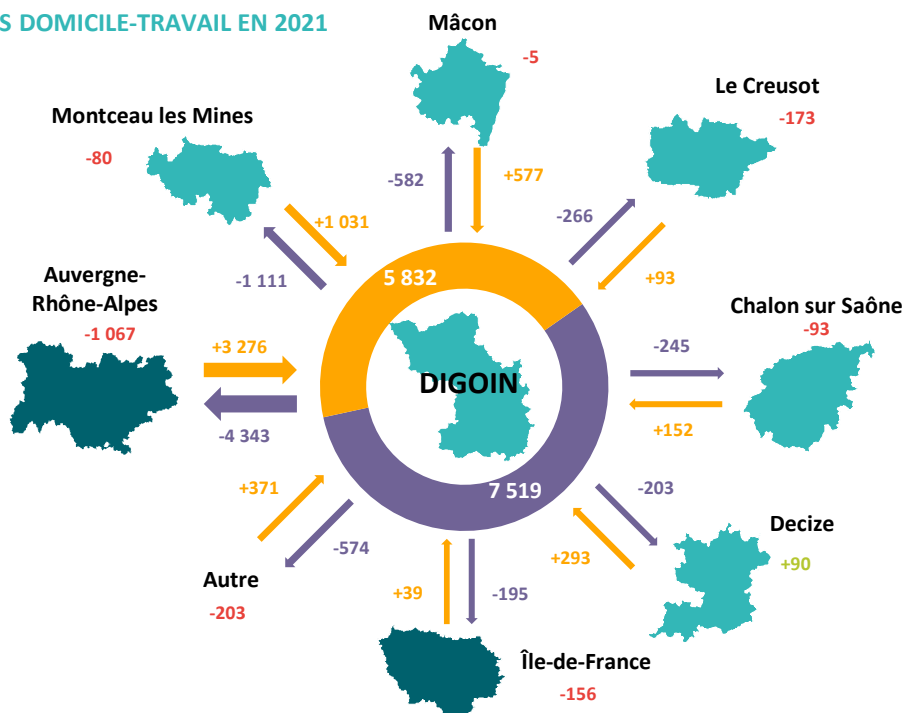 S DOMICILE-TRAVAIL EN 2021
Mâcon
-5
Le Creusot
-173
Montceau les Mines
-80
-582
+577
-266
+93
+1 031
-1 111
5 832
Auvergne-
Rhône-Alpes
-1 067
+3 276
-4 343
DIGOIN
Chalon sur Saône
-93
-245
+152
7 519
+371
-574
Autre
-203
+39
-195
Île-de-France
-156
-203
+293
Decize
+90